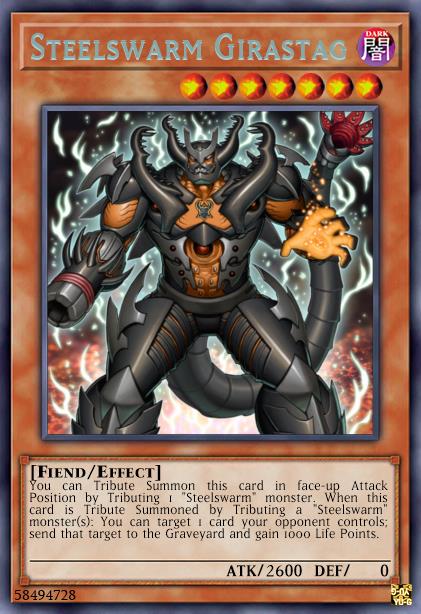 Steelswarm Girastag
DARK
闇
[Fiend/Effect]
You can Tribute Summon this card in face-up Attack
Position by Tributing 1 "Steelswarm" monster. When this
card is Tribute Summoned by Tributing a "Steelswarm"
monster(s): You can target 1 card your opponent controls;
send that target to the Graveyard and gain 1000 Life Points.
ATK/2600 DEF/ 0
58494728